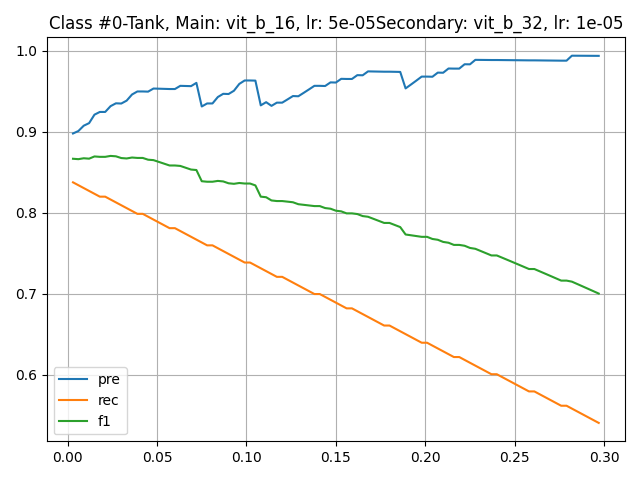 Class #0-Tank, Main: vit_b_16, lr: 5e-05Secondary: vit_b_32, lr: 1e-05
1.0
0.9
0.8
0.7
0.6
pre
rec
f1
0.00 0.05 0.10 0.15 0.20 0.25 0.30